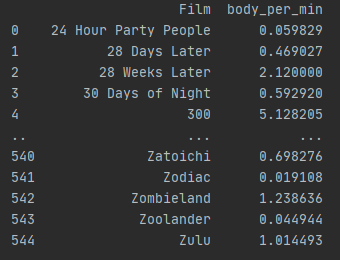 Film body_per_min
0 24 Hour Party People 0.059829
1 28 Days Later 0.469027
2 28 Weeks Later 2.120000
3 30 Days of Night 0.592920
4 300 5.128205
.. ... ...
540 Zatoichi 0.698276
541 Zodiac 0.019108
542 Zombieland 1.238636
543 Zoolander 0.044944
544 Zulu 1.014493